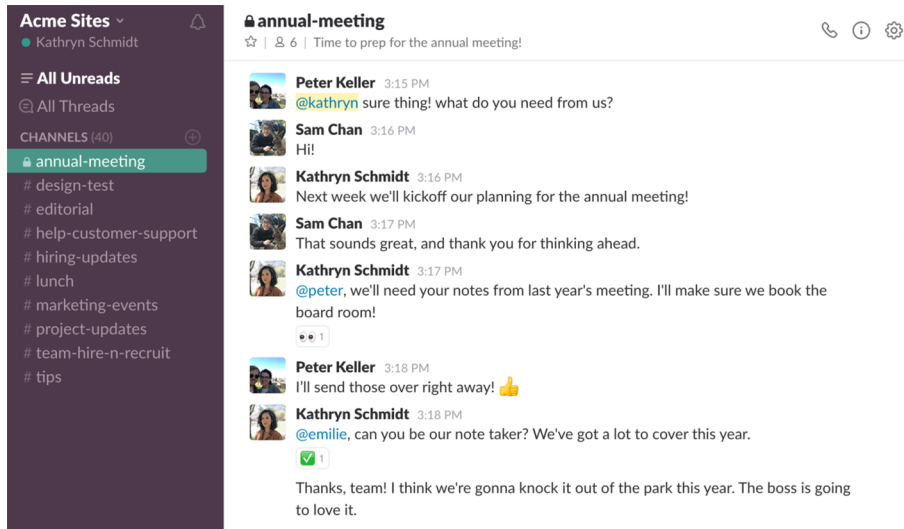 Acme Sites
Kathryn Schmidt
All Unreads
All Threads
CHANNELS (40)
annual-meeting
# design-test
# editorial
# help-customer-support
# hiring-updates
# lunch
# marketing-events
# project-updates
# team-hire-n-recruit
# tips
annual-meeting
6 | Time to prep for the annual meeting!
Peter Keller 3:15 PM
@kathryn sure thing! what do you need from us?
Sam Chan 3:16 PM
Hi!
Kathryn Schmidt 3:16 PM
Next week we'll kickoff our planning for the annual meeting!
Sam Chan 3:17 PM
That sounds great, and thank you for thinking ahead.
Kathryn Schmidt 3:17 PM
@peter, we'll need your notes from last year's meeting. I'll make sure we book the
board room!
1
Peter Keller 3:18 PM
I'll send those over right away! 👍
Kathryn Schmidt 3:18 PM
@emilie, can you be our note taker? We've got a lot to cover this year.
1
Thanks, team! I think we're gonna knock it out of the park this year. The boss is going
to love it.